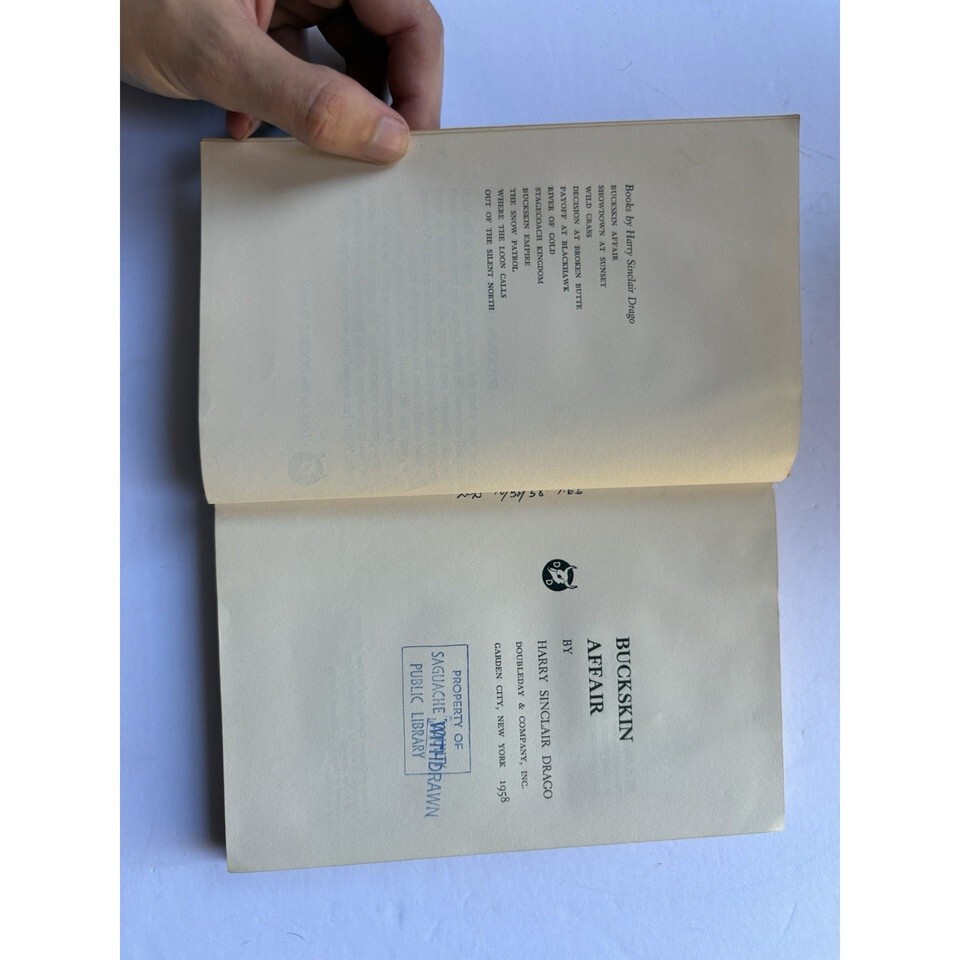 Books by Harry Sinclair Drago
BUCKSKIN AFFAIR
SHOWDOWN AT SUNSET
WILD GRASS
DECISION AT BROKEN BUTTE
PAYOFF AT BLACKHAWK
RIVER OF GOLD
STAGECOACH KINGDOM
BUCKSKIN EMPIRE
THE SNOW PATROL
WHERE THE LOON CALLS
OUT OF THE SILENT NORTH
D D
BUCKSKIN
AFFAIR
BY
HARRY SINCLAIR DRAGO
DOUBLEDAY & COMPANY, INC.
GARDEN CITY, NEW YORK 1958
PROPERTY OF
SAGUACHE
PUBLIC LIBRARY
WITHDRAWN